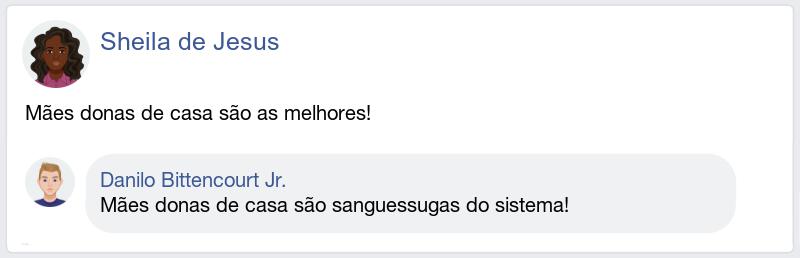 Sheila de Jesus
Mães donas de casa são as melhores!
Danilo Bittencourt Jr.
Mães donas de casa são sanguessugas do sistema!